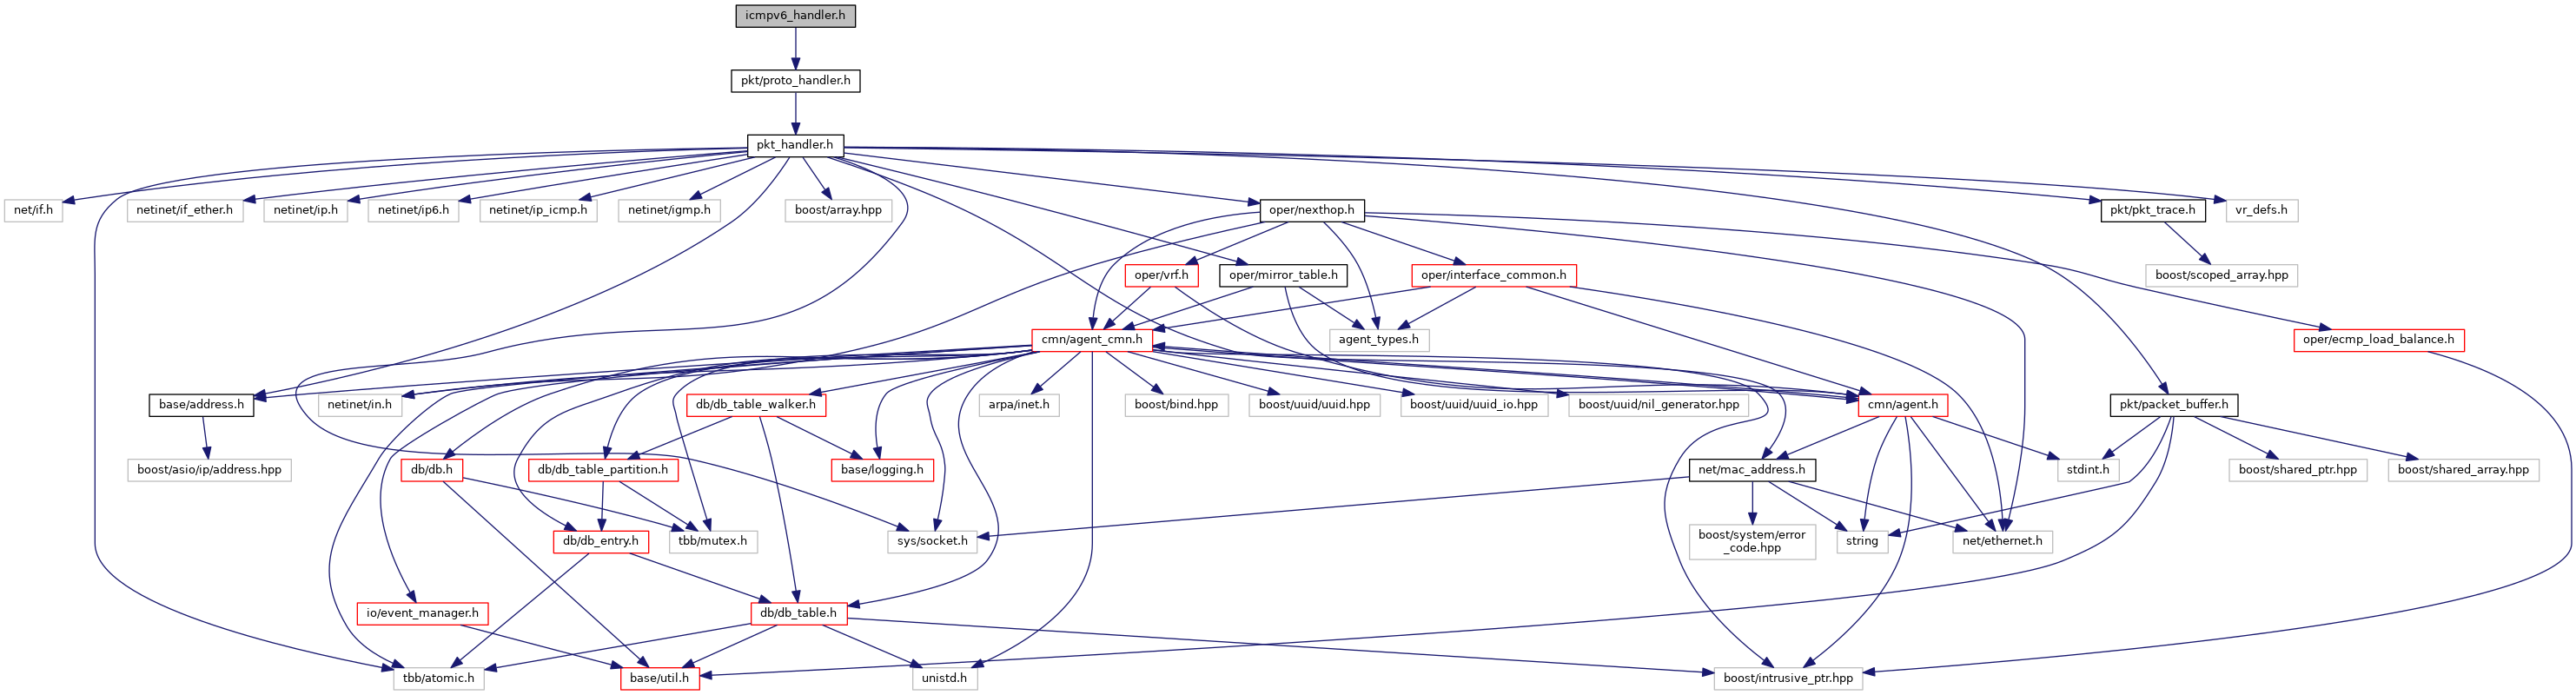 icmpv6_handler.h
pkt/proto_handler.h
pkt_handler.h
net/if.h
netinet/if_ether.h
netinet/ip.h
netinet/ip6.h
netinet/ip_icmp.h
netinet/igmp.h
boost/array.hpp
oper/nexthop.h
pkt/pkt_trace.h
vr_defs.h
oper/vrf.h
oper/mirror_table.h
oper/interface_common.h
boost/scoped_array.hpp
cmn/agent_cmn.h
agent_types.h
oper/ecmp_load_balance.h
base/address.h
netinet/in.h
db/db_table_walker.h
arpa/inet.h
boost/bind.hpp
boost/uuid/uuid.hpp
boost/uuid/uuid_io.hpp
boost/uuid/nil_generator.hpp
cmn/agent.h
pkt/packet_buffer.h
boost/asio/ip/address.hpp
db/db.h
db/db_table_partition.h
base/logging.h
net/mac_address.h
stdint.h
boost/shared_ptr.hpp
boost/shared_array.hpp
db/db_entry.h
tbb/mutex.h
sys/socket.h
boost/system/error
_code.hpp
string
net/ethernet.h
io/event_manager.h
db/db_table.h
tbb/atomic.h
base/util.h
unistd.h
boost/intrusive_ptr.hpp